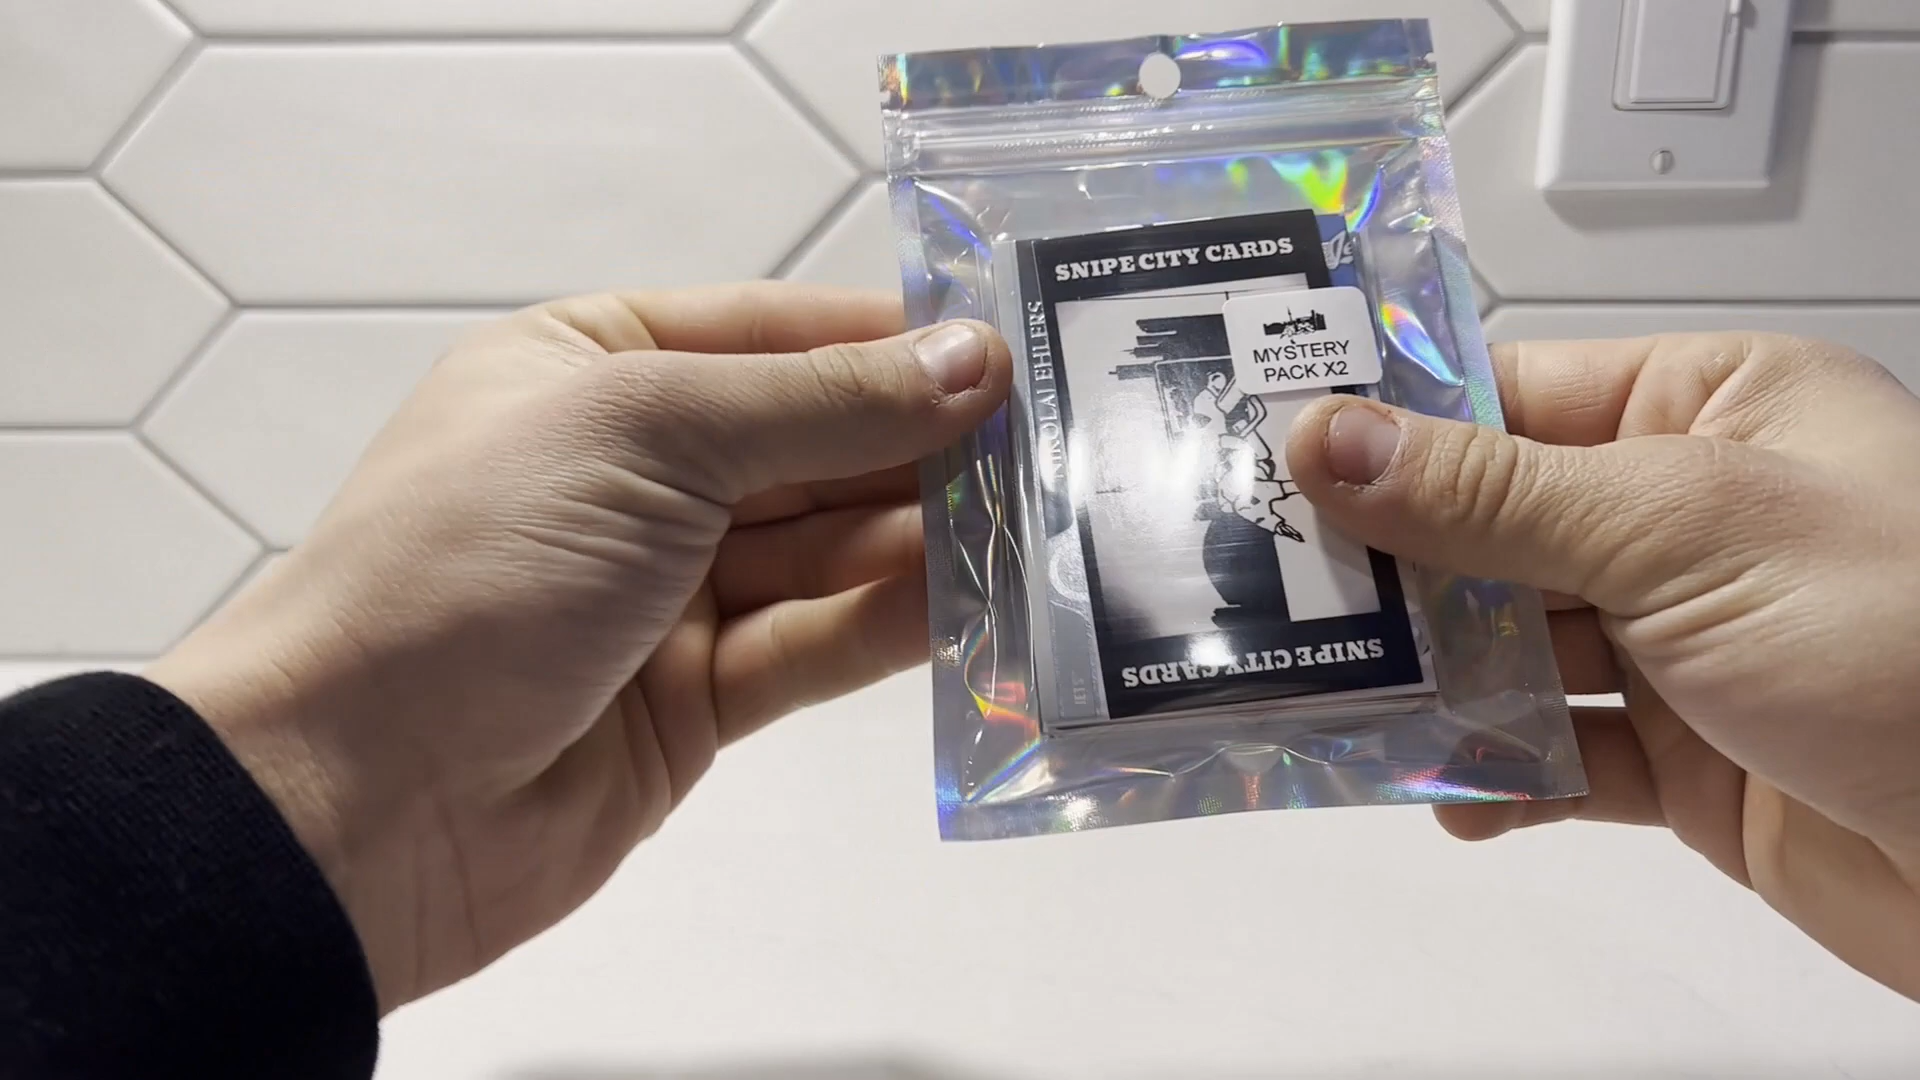 SNIPE CITY CARDS
NIKOLAJ EHLERS
MYSTERY
PACK X2
SNIPE CITY CARDS